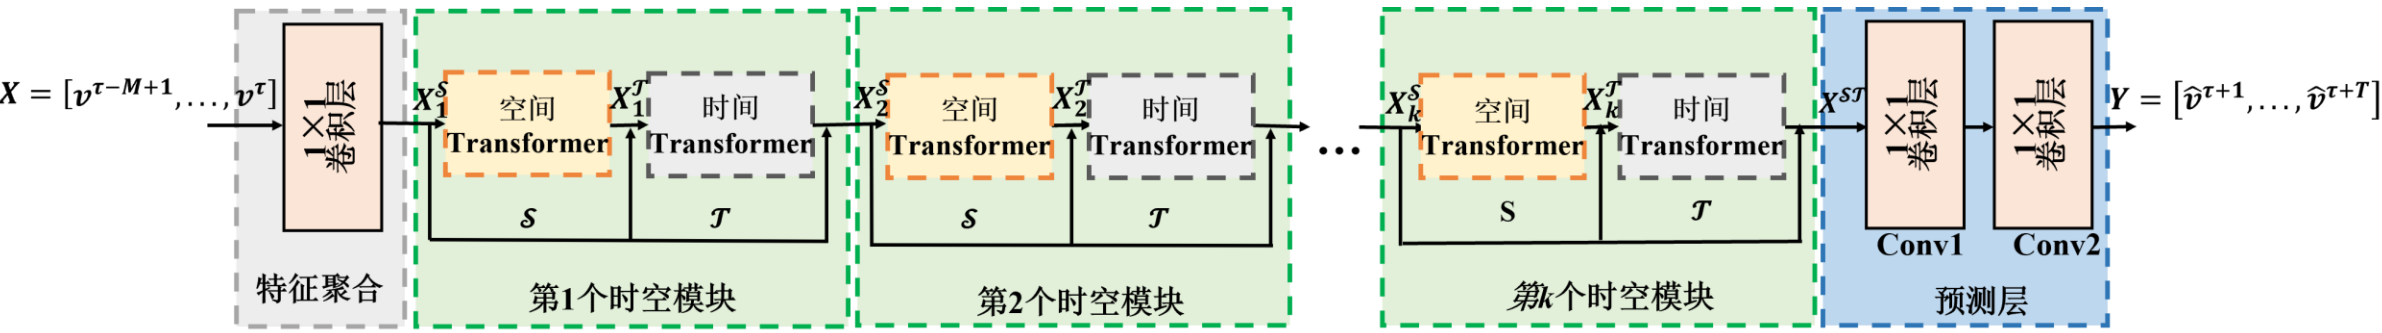 X = [v^{τ−M+1}, ..., v^τ]
1×1
卷积层
特征聚合
X_1^𝒮
空间
Transformer
X_1^𝒯
时间
Transformer
𝒮
𝒯
第1个时空模块
X_2^𝒮
空间
Transformer
X_2^𝒯
时间
Transformer
𝒮
𝒯
第2个时空模块
...
X_k^𝒮
空间
Transformer
X_k^𝒯
时间
Transformer
S
𝒯
第k个时空模块
X^{𝒮𝒯}
1×1
卷积层
Conv1
1×1
卷积层
Conv2
预测层
Y = [v̂^{τ+1}, ..., v̂^{τ+T}]